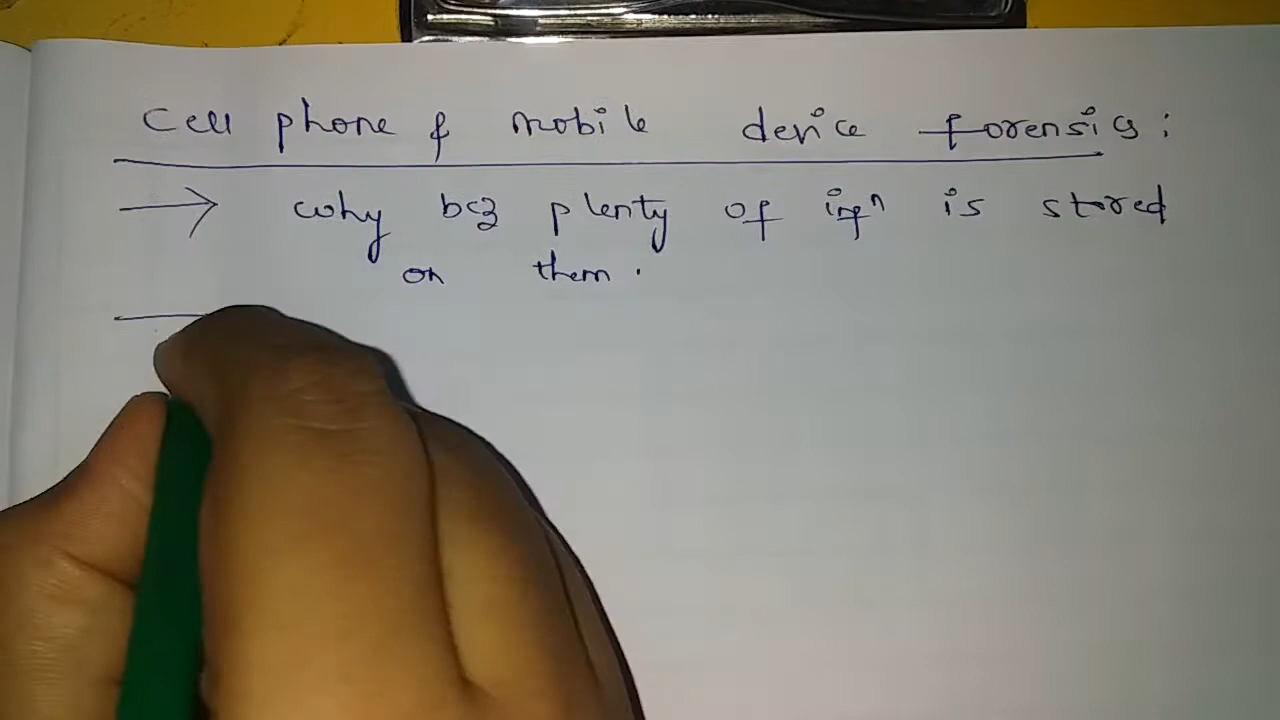 Cell phone & mobile device forensics:
→ why bcz plenty of infⁿ is stored
on them.